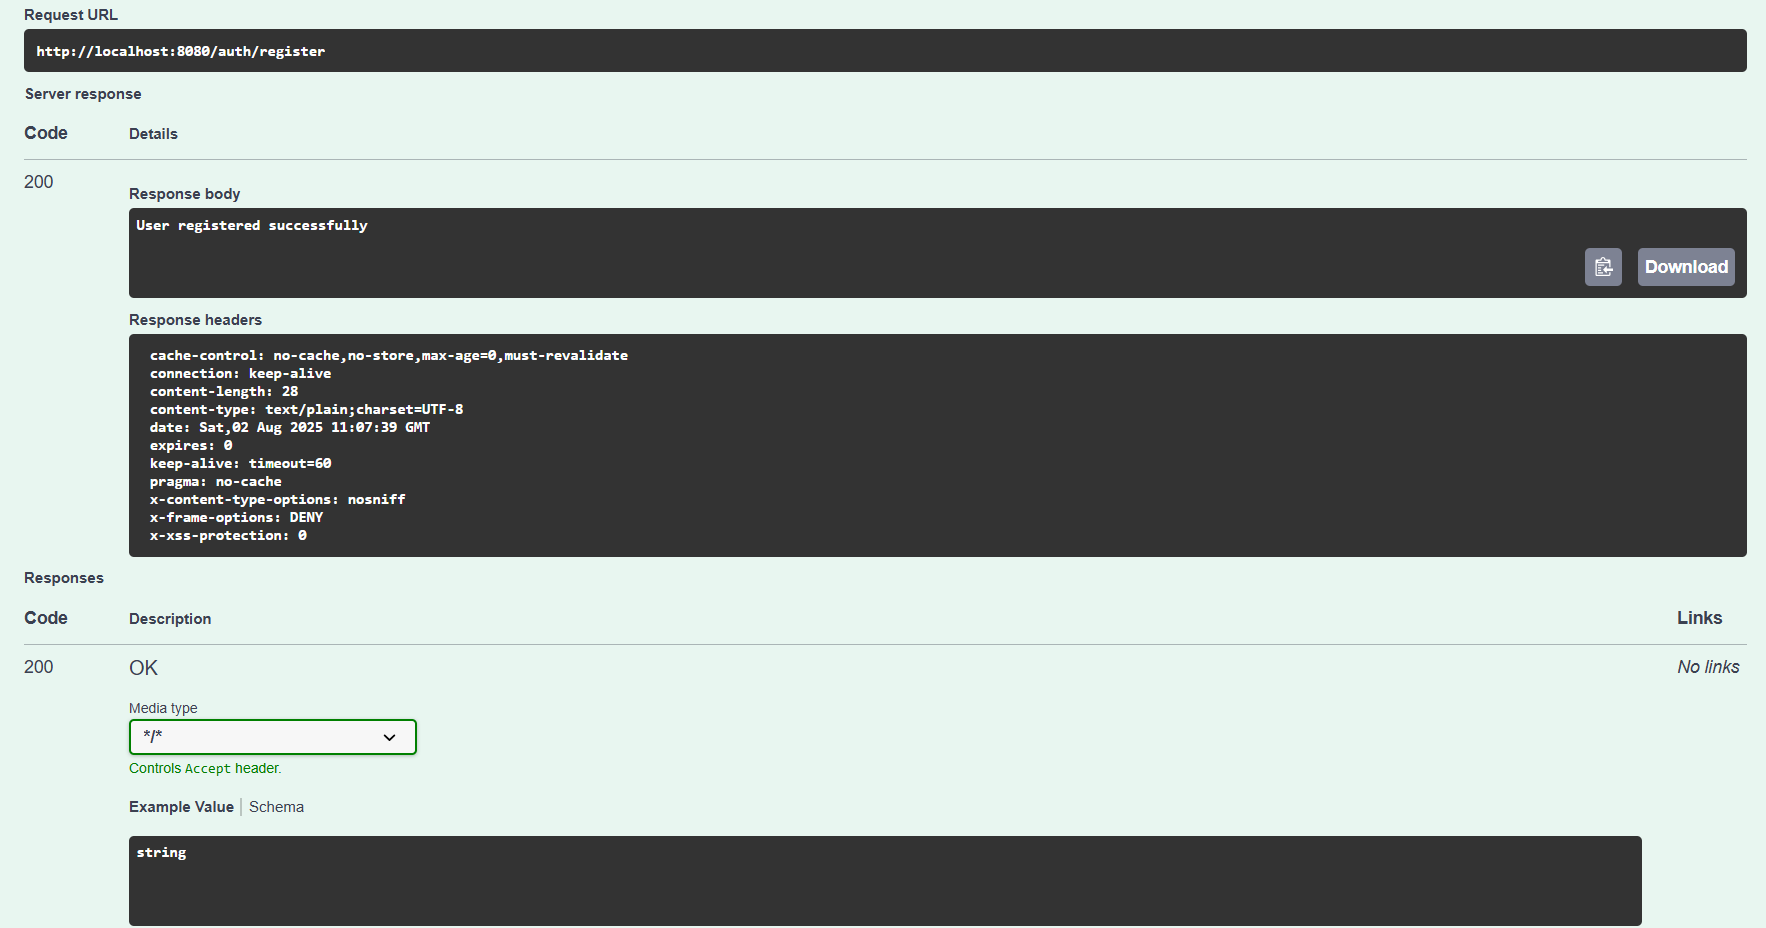 Request URL
http://localhost:8080/auth/register
Server response
Code Details
200
Response body
User registered successfully
Download
Response headers
cache-control: no-cache,no-store,max-age=0,must-revalidate
connection: keep-alive
content-length: 28
content-type: text/plain;charset=UTF-8
date: Sat,02 Aug 2025 11:07:39 GMT
expires: 0
keep-alive: timeout=60
pragma: no-cache
x-content-type-options: nosniff
x-frame-options: DENY
x-xss-protection: 0
Responses
Code Description Links
200 OK No links
Media type
*/*
Controls Accept header.
Example Value | Schema
string